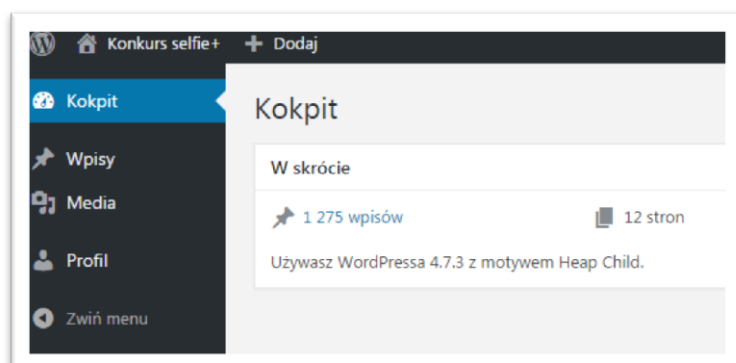 Konkurs selfie+ Dodaj
Kokpit
Wpisy
Media
Profil
Zwiń menu
Kokpit
W skrócie
1 275 wpisów 12 stron
Używasz WordPressa 4.7.3 z motywem Heap Child.